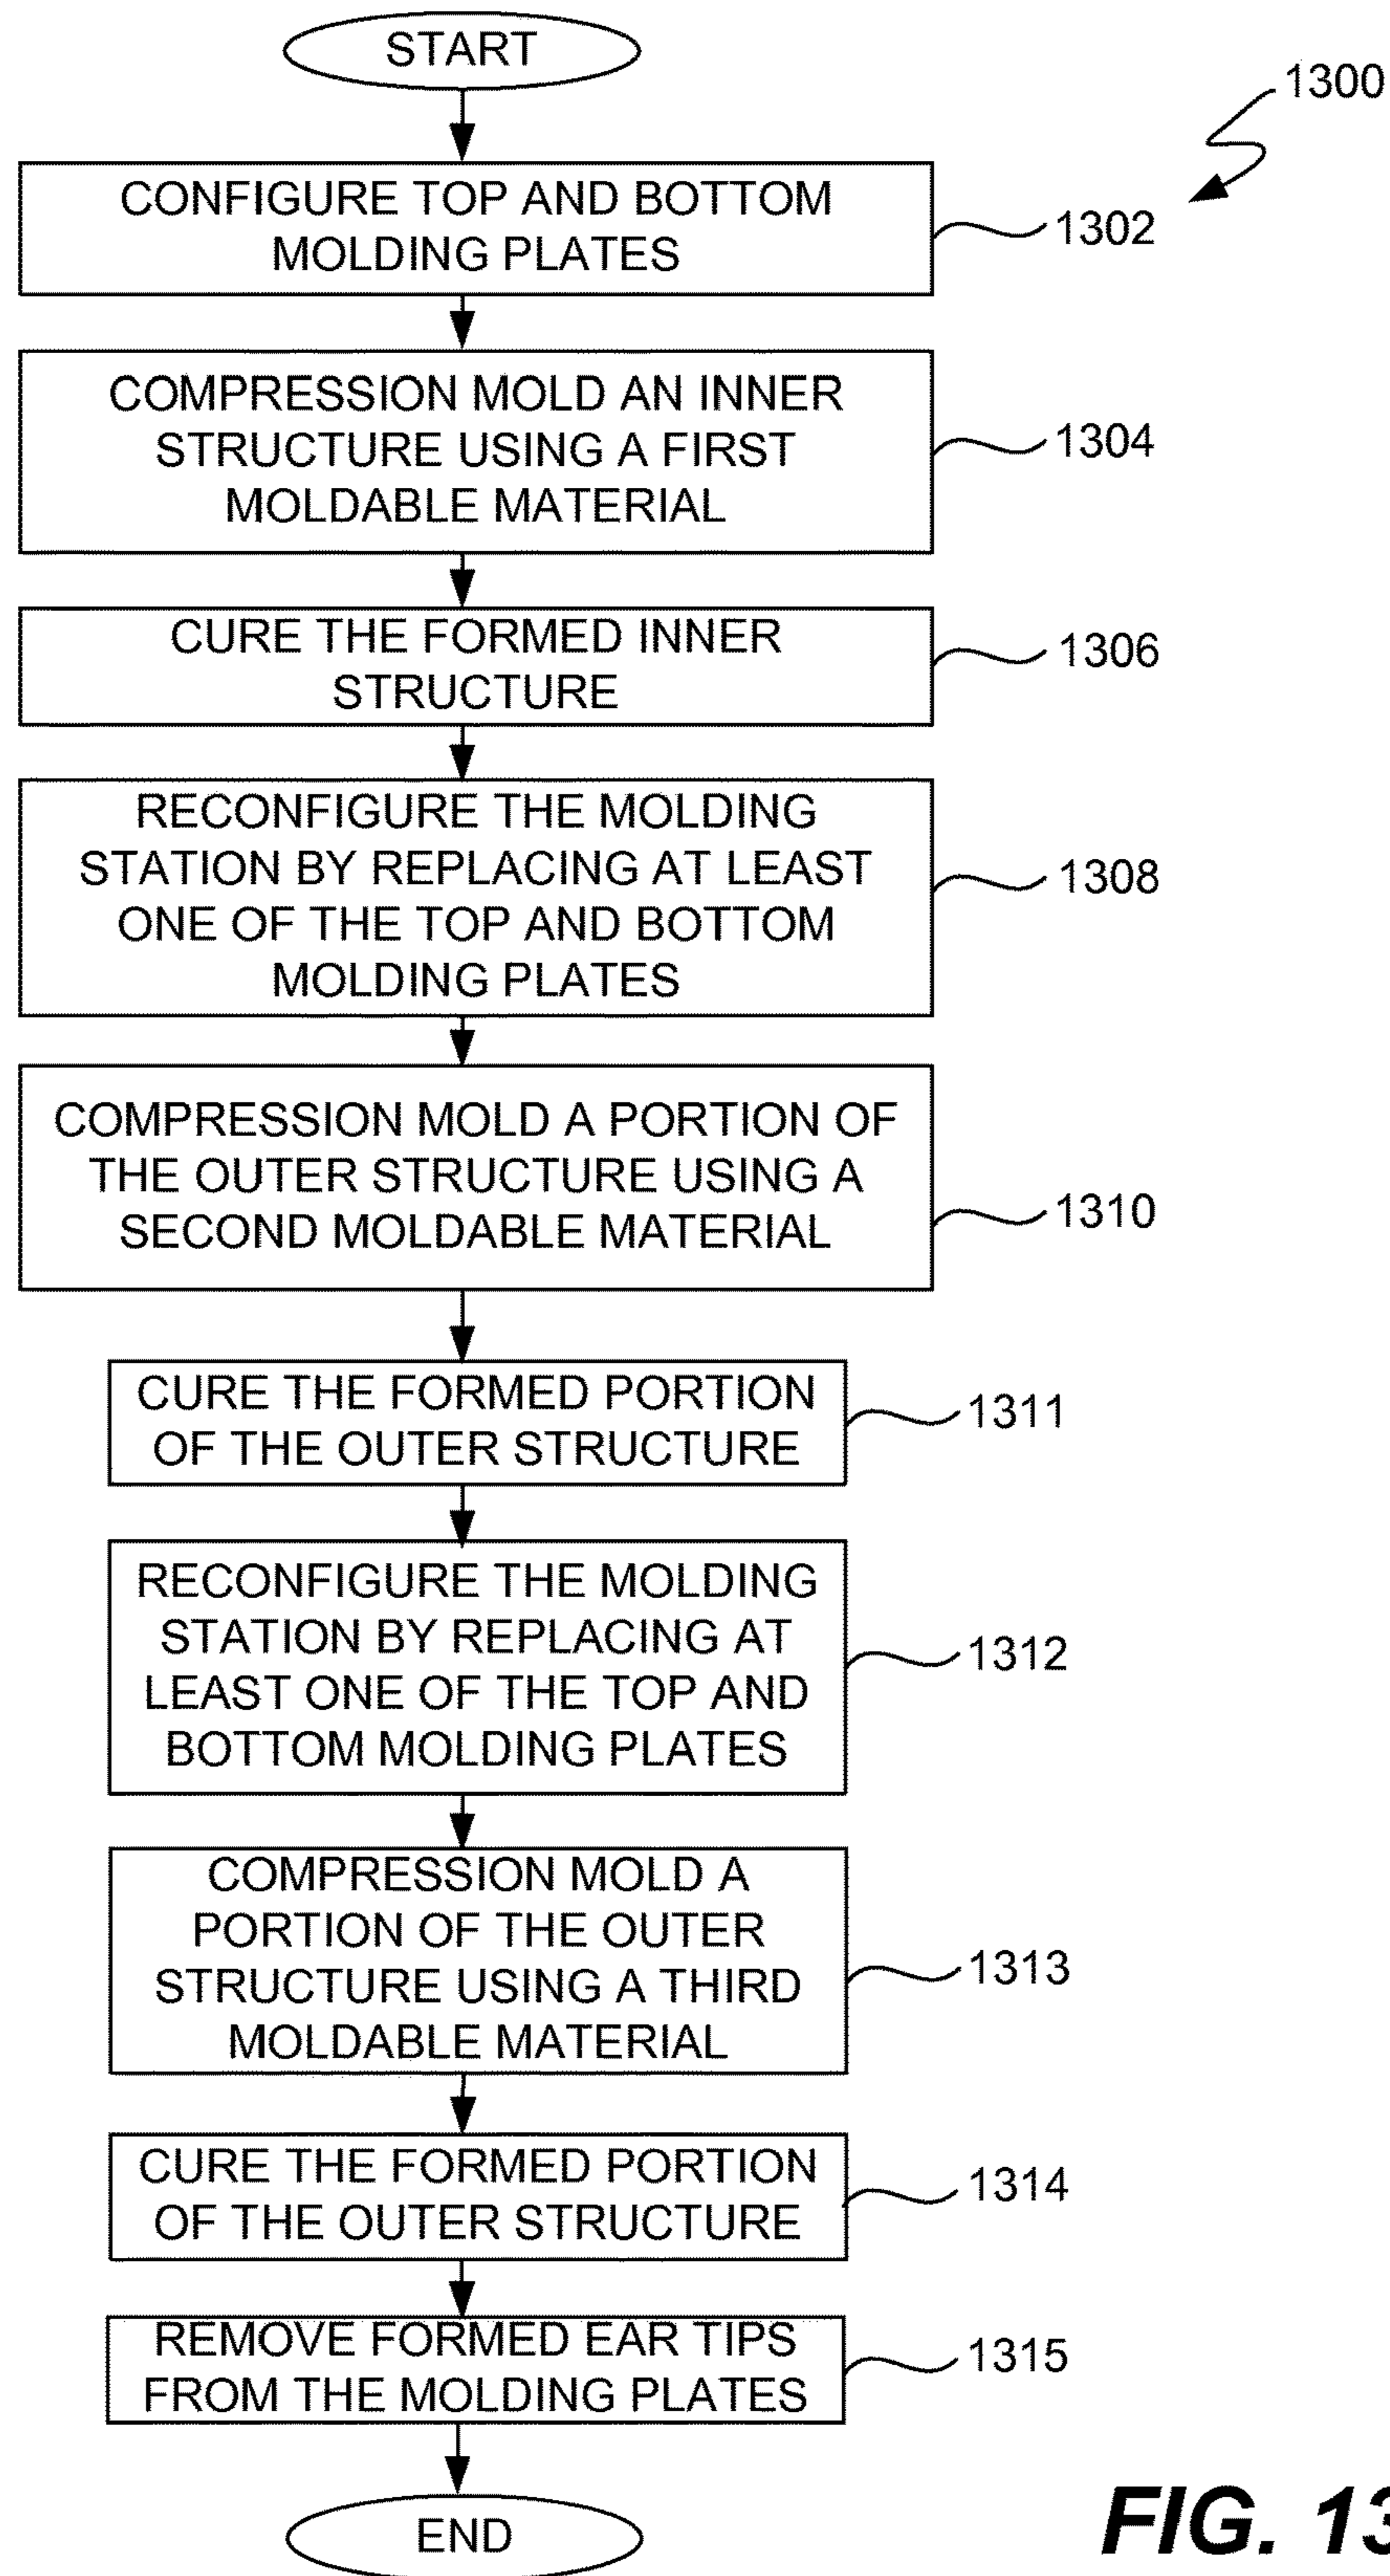 START
1300
CONFIGURE TOP AND BOTTOM
MOLDING PLATES
1302
COMPRESSION MOLD AN INNER
STRUCTURE USING A FIRST
MOLDABLE MATERIAL
1304
CURE THE FORMED INNER
STRUCTURE
1306
RECONFIGURE THE MOLDING
STATION BY REPLACING AT LEAST
ONE OF THE TOP AND BOTTOM
MOLDING PLATES
1308
COMPRESSION MOLD A PORTION OF
THE OUTER STRUCTURE USING A
SECOND MOLDABLE MATERIAL
1310
CURE THE FORMED PORTION
OF THE OUTER STRUCTURE
1311
RECONFIGURE THE MOLDING
STATION BY REPLACING AT
LEAST ONE OF THE TOP AND
BOTTOM MOLDING PLATES
1312
COMPRESSION MOLD A
PORTION OF THE OUTER
STRUCTURE USING A THIRD
MOLDABLE MATERIAL
1313
CURE THE FORMED PORTION
OF THE OUTER STRUCTURE
1314
REMOVE FORMED EAR TIPS
FROM THE MOLDING PLATES
1315
END
FIG. 13